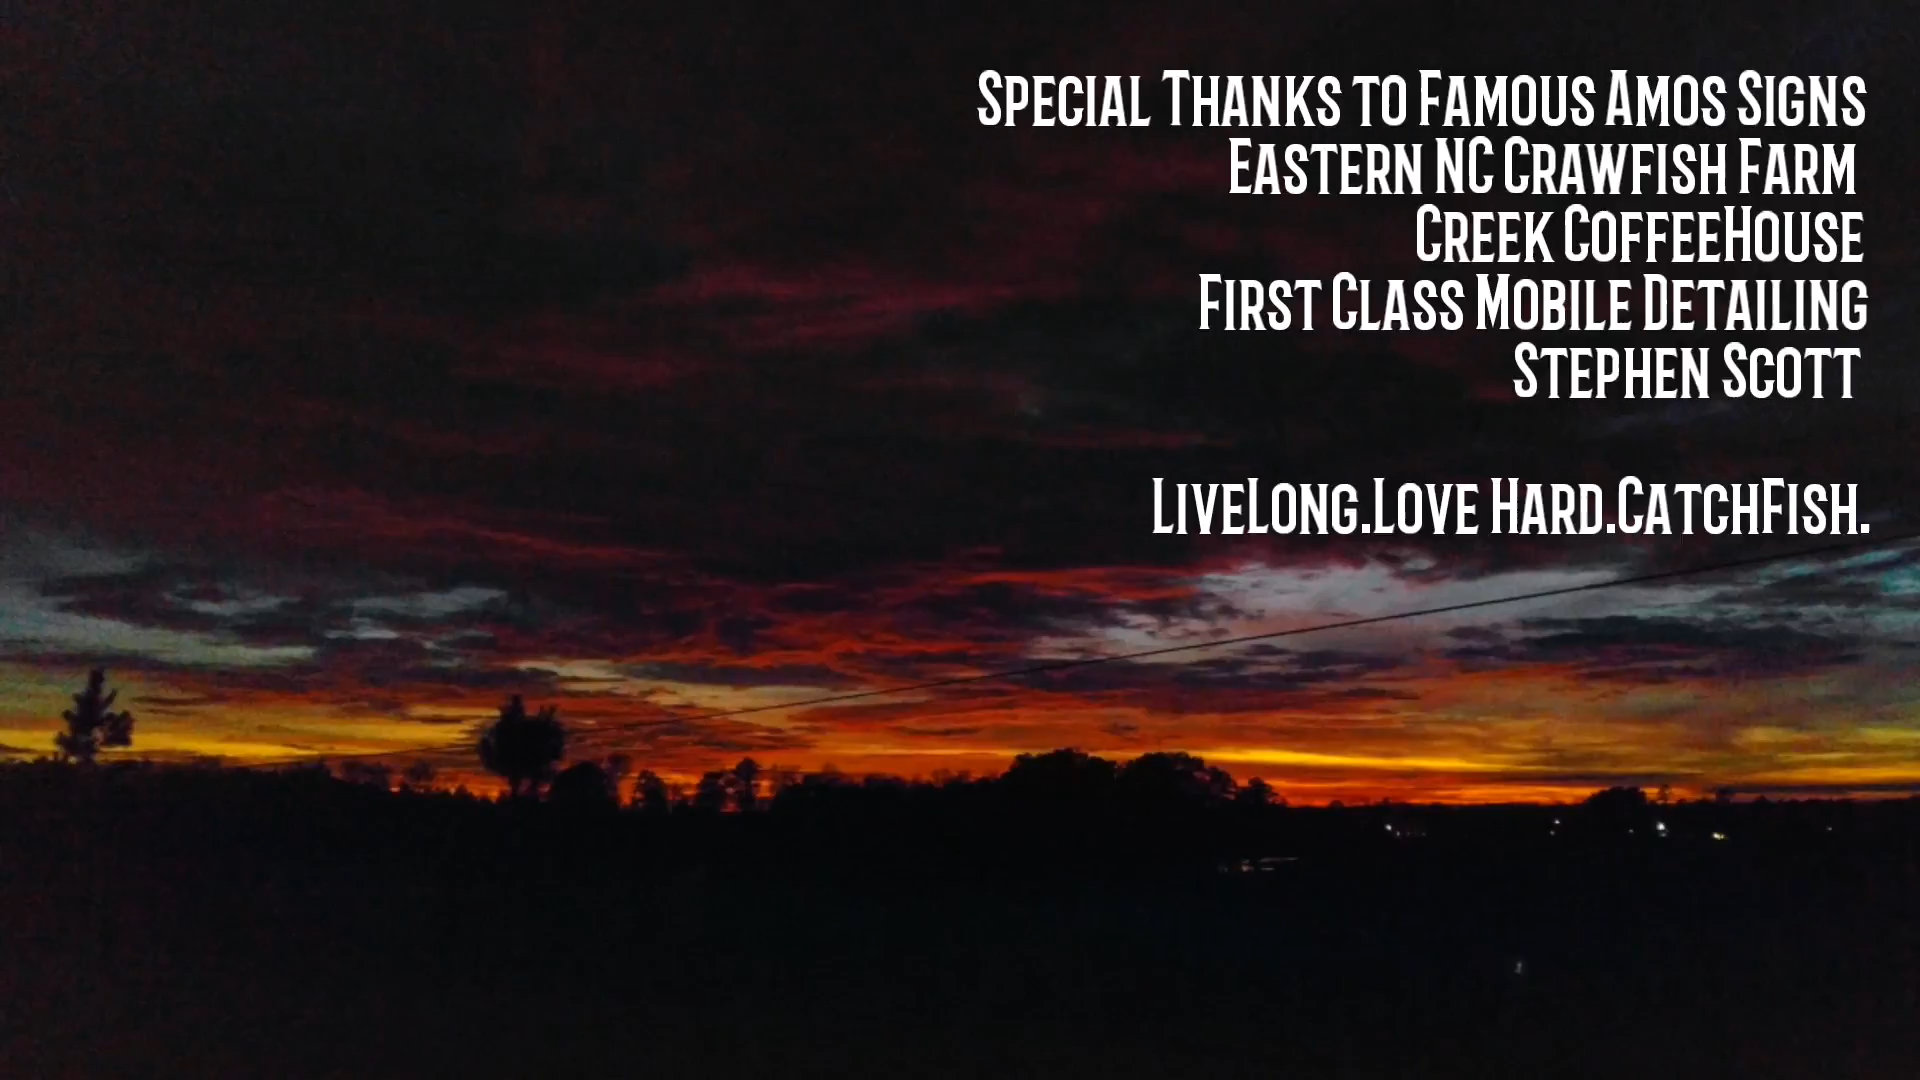 Special Thanks to Famous Amos Signs
Eastern NC Crawfish Farm
Creek CoffeeHouse
First Class Mobile Detailing
Stephen Scott
LiveLong.Love Hard.CatchFish.